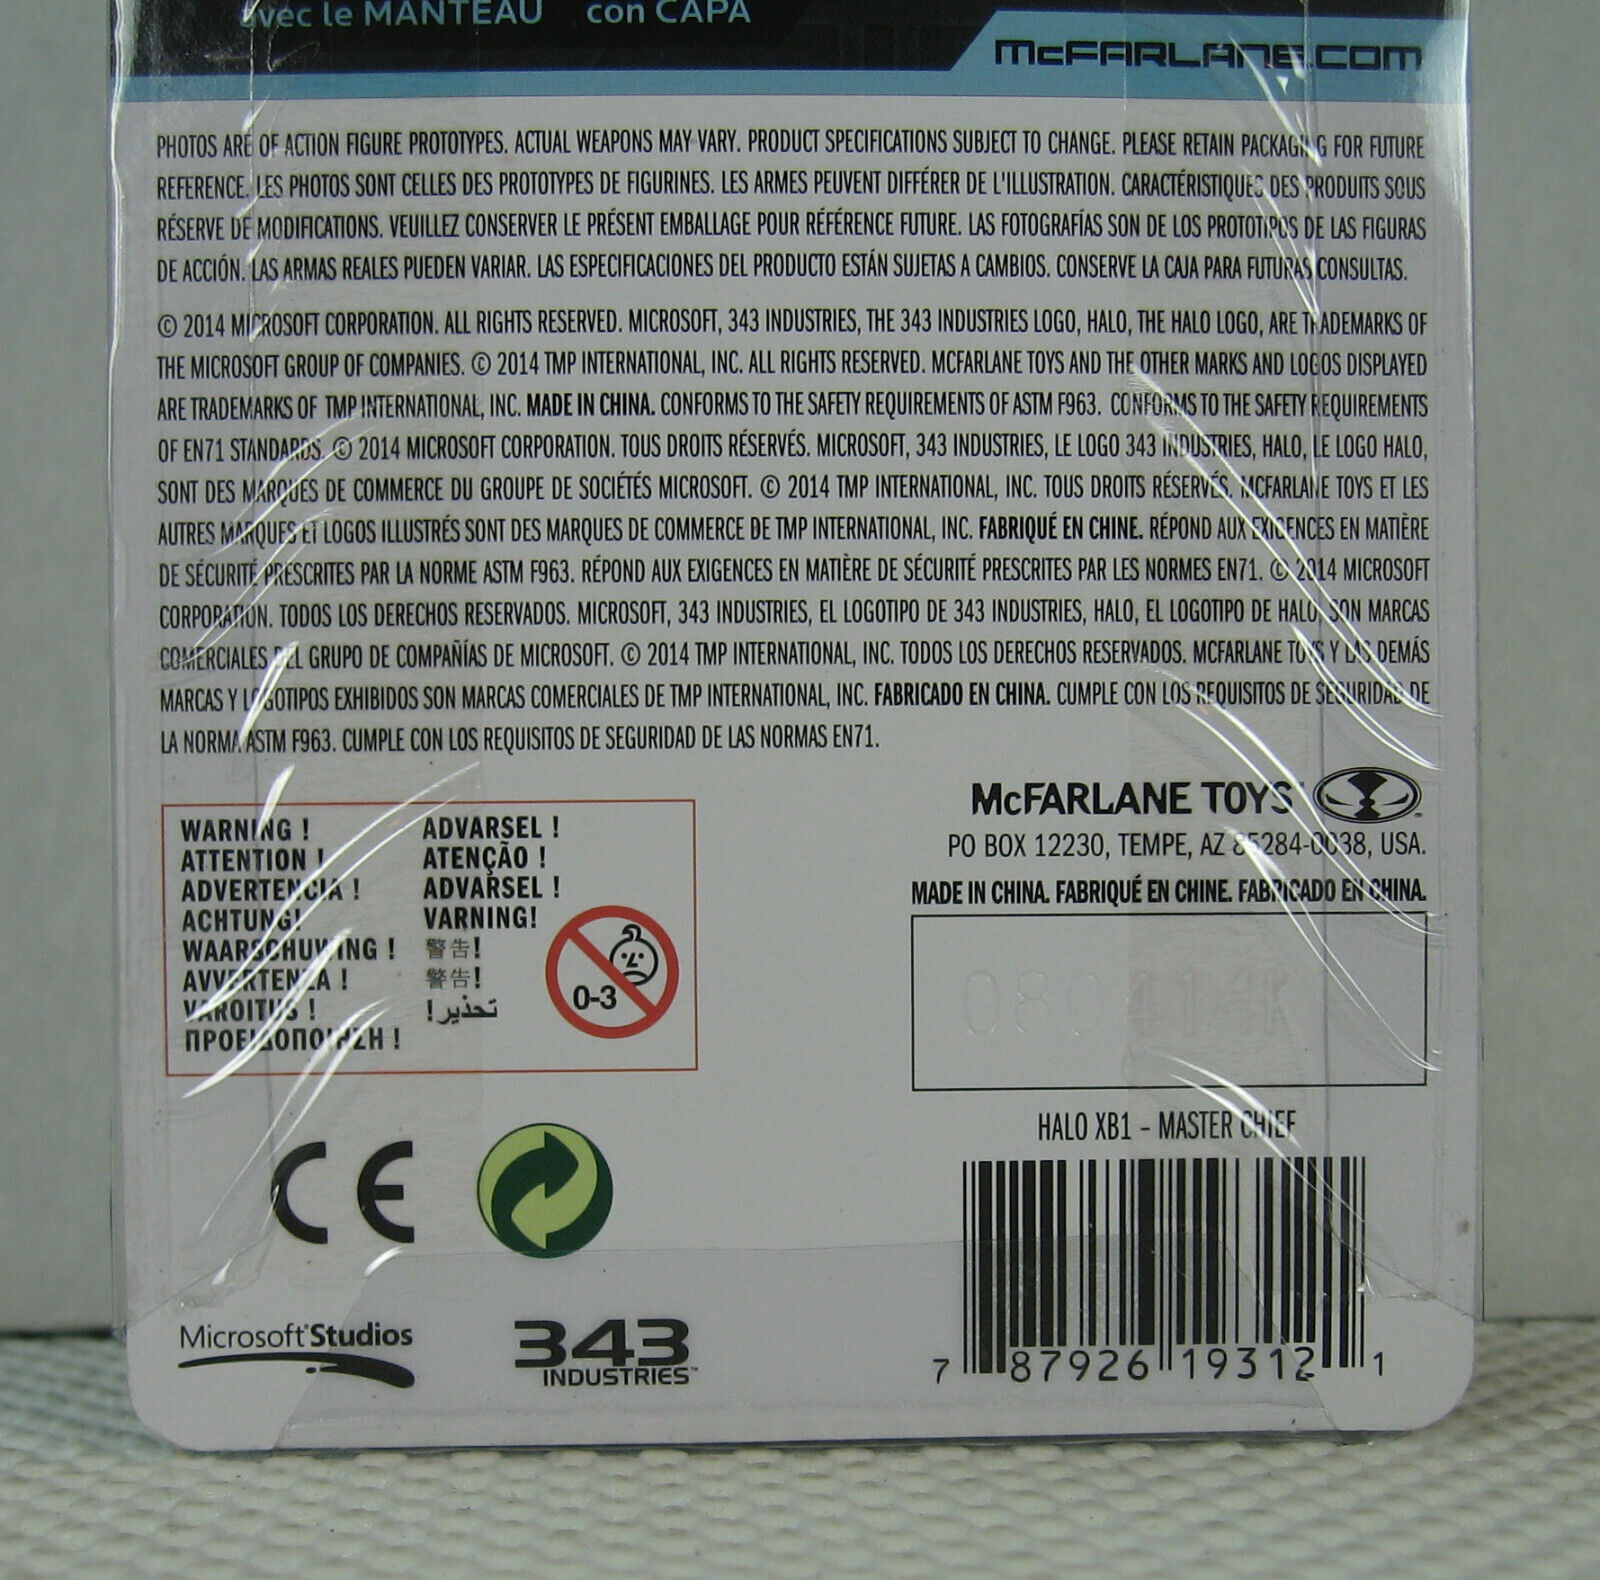 avec le MANTEAU con CAPA
McFARLANE.COM
PHOTOS ARE OF ACTION FIGURE PROTOTYPES. ACTUAL WEAPONS MAY VARY. PRODUCT SPECIFICATIONS SUBJECT TO CHANGE. PLEASE RETAIN PACKAGING FOR FUTURE
REFERENCE. LES PHOTOS SONT CELLES DES PROTOTYPES DE FIGURINES. LES ARMES PEUVENT DIFFÉRER DE L'ILLUSTRATION. CARACTÉRISTIQUES DES PRODUITS SOUS
RÉSERVE DE MODIFICATIONS. VEUILLEZ CONSERVER LE PRÉSENT EMBALLAGE POUR RÉFÉRENCE FUTURE. LAS FOTOGRAFÍAS SON DE LOS PROTOTIPOS DE LAS FIGURAS
DE ACCIÓN. LAS ARMAS REALES PUEDEN VARIAR. LAS ESPECIFICACIONES DEL PRODUCTO ESTÁN SUJETAS A CAMBIOS. CONSERVE LA CAJA PARA FUTURAS CONSULTAS.
© 2014 MICROSOFT CORPORATION. ALL RIGHTS RESERVED. MICROSOFT, 343 INDUSTRIES, THE 343 INDUSTRIES LOGO, HALO, THE HALO LOGO, ARE TRADEMARKS OF
THE MICROSOFT GROUP OF COMPANIES. © 2014 TMP INTERNATIONAL, INC. ALL RIGHTS RESERVED. MCFARLANE TOYS AND THE OTHER MARKS AND LOGOS DISPLAYED
ARE TRADEMARKS OF TMP INTERNATIONAL, INC. MADE IN CHINA. CONFORMS TO THE SAFETY REQUIREMENTS OF ASTM F963. CONFORMS TO THE SAFETY REQUIREMENTS
OF EN71 STANDARDS. © 2014 MICROSOFT CORPORATION. TOUS DROITS RÉSERVÉS. MICROSOFT, 343 INDUSTRIES, LE LOGO 343 INDUSTRIES, HALO, LE LOGO HALO,
SONT DES MARQUES DE COMMERCE DU GROUPE DE SOCIÉTÉS MICROSOFT. © 2014 TMP INTERNATIONAL, INC. TOUS DROITS RÉSERVÉS. MCFARLANE TOYS ET LES
AUTRES MARQUES ET LOGOS ILLUSTRÉS SONT DES MARQUES DE COMMERCE DE TMP INTERNATIONAL, INC. FABRIQUÉ EN CHINE. RÉPOND AUX EXIGENCES EN MATIÈRE
DE SÉCURITÉ PRESCRITES PAR LA NORME ASTM F963. RÉPOND AUX EXIGENCES EN MATIÈRE DE SÉCURITÉ PRESCRITES PAR LES NORMES EN71. © 2014 MICROSOFT
CORPORATION. TODOS LOS DERECHOS RESERVADOS. MICROSOFT, 343 INDUSTRIES, EL LOGOTIPO DE 343 INDUSTRIES, HALO, EL LOGOTIPO DE HALO, SON MARCAS
COMERCIALES DEL GRUPO DE COMPAÑÍAS DE MICROSOFT. © 2014 TMP INTERNATIONAL, INC. TODOS LOS DERECHOS RESERVADOS. MCFARLANE TOYS Y LAS DEMÁS
MARCAS Y LOGOTIPOS EXHIBIDOS SON MARCAS COMERCIALES DE TMP INTERNATIONAL, INC. FABRICADO EN CHINA. CUMPLE CON LOS REQUISITOS DE SEGURIDAD DE
LA NORMA ASTM F963. CUMPLE CON LOS REQUISITOS DE SEGURIDAD DE LAS NORMAS EN71.
WARNING !
ATTENTION !
ADVERTENCIA !
ACHTUNG!
WAARSCHUWING !
AVVERTENZA !
VAROITUS !
ΠΡΟΕΙΔΟΠΟΙΗΣΗ !
ADVARSEL !
ATENÇÃO !
ADVARSEL !
VARNING!
警告!
警告!
تحذير!
0-3
McFARLANE TOYS
PO BOX 12230, TEMPE, AZ 85284-0038, USA.
MADE IN CHINA. FABRIQUÉ EN CHINE. FABRICADO EN CHINA.
HALO XB1 - MASTER CHIEF
7 87926 19312 1
CE
Microsoft Studios
343
INDUSTRIES™